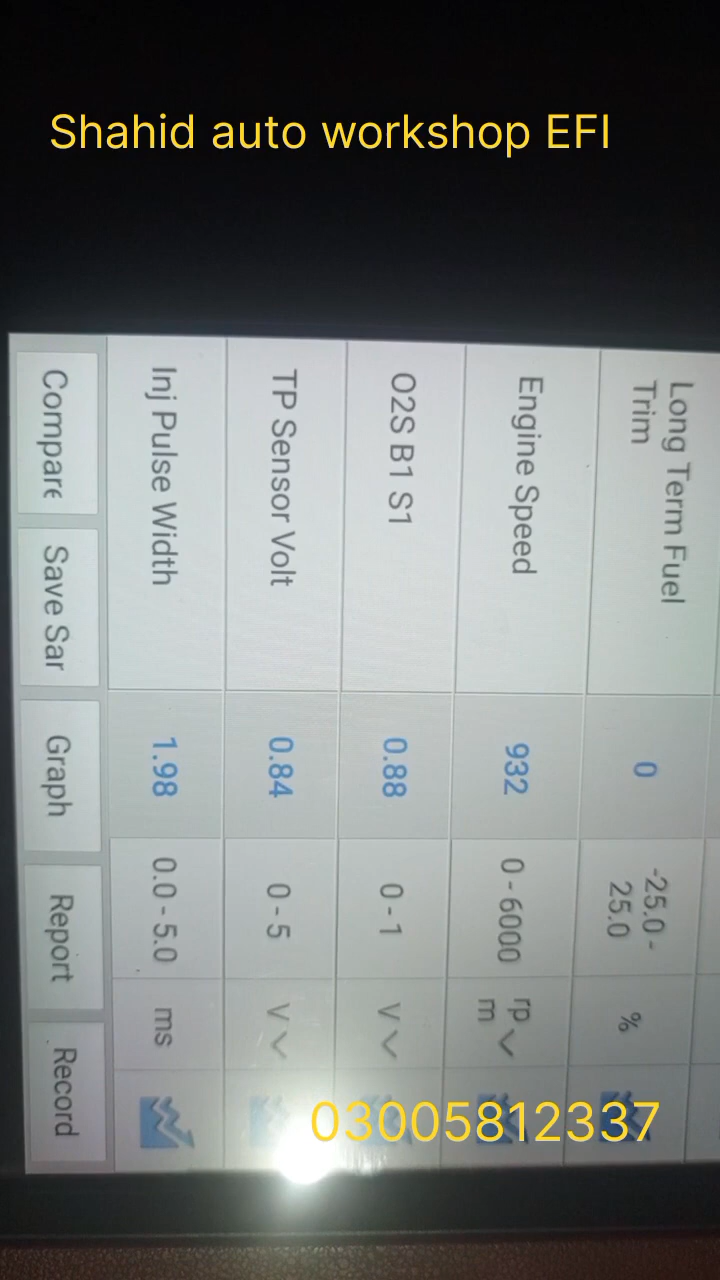 Shahid auto workshop EFI
Long Term Fuel
Trim
0
-25.0 -
25.0
%
Engine Speed
932
0 - 6000
rp
m
O2S B1 S1
0.88
0 - 1
V
TP Sensor Volt
0.84
0 - 5
V
Inj Pulse Width
1.98
0.0 - 5.0
ms
Compare
Save Sar
Graph
Report
Record
03005812337